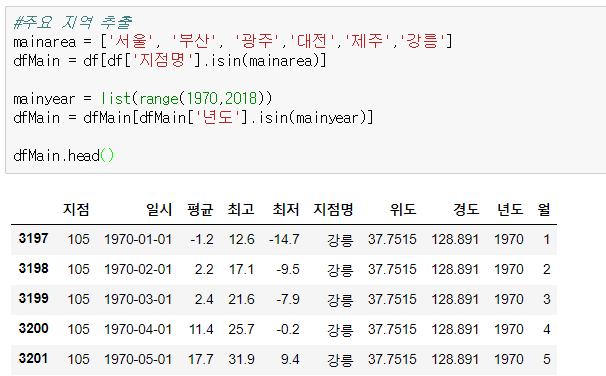 #주요 지역 추출
mainarea = ['서울', '부산', '광주','대전','제주','강릉']
dfMain = df[df['지점명'].isin(mainarea)]
mainyear = list(range(1970,2018))
dfMain = dfMain[dfMain['년도'].isin(mainyear)]
dfMain.head()
지점 일시 평균 최고 최저 지점명 위도 경도 년도 월
3197 105 1970-01-01 -1.2 12.6 -14.7 강릉 37.7515 128.891 1970 1
3198 105 1970-02-01 2.2 17.1 -9.5 강릉 37.7515 128.891 1970 2
3199 105 1970-03-01 2.4 21.6 -7.9 강릉 37.7515 128.891 1970 3
3200 105 1970-04-01 11.4 25.7 -0.2 강릉 37.7515 128.891 1970 4
3201 105 1970-05-01 17.7 31.9 9.4 강릉 37.7515 128.891 1970 5